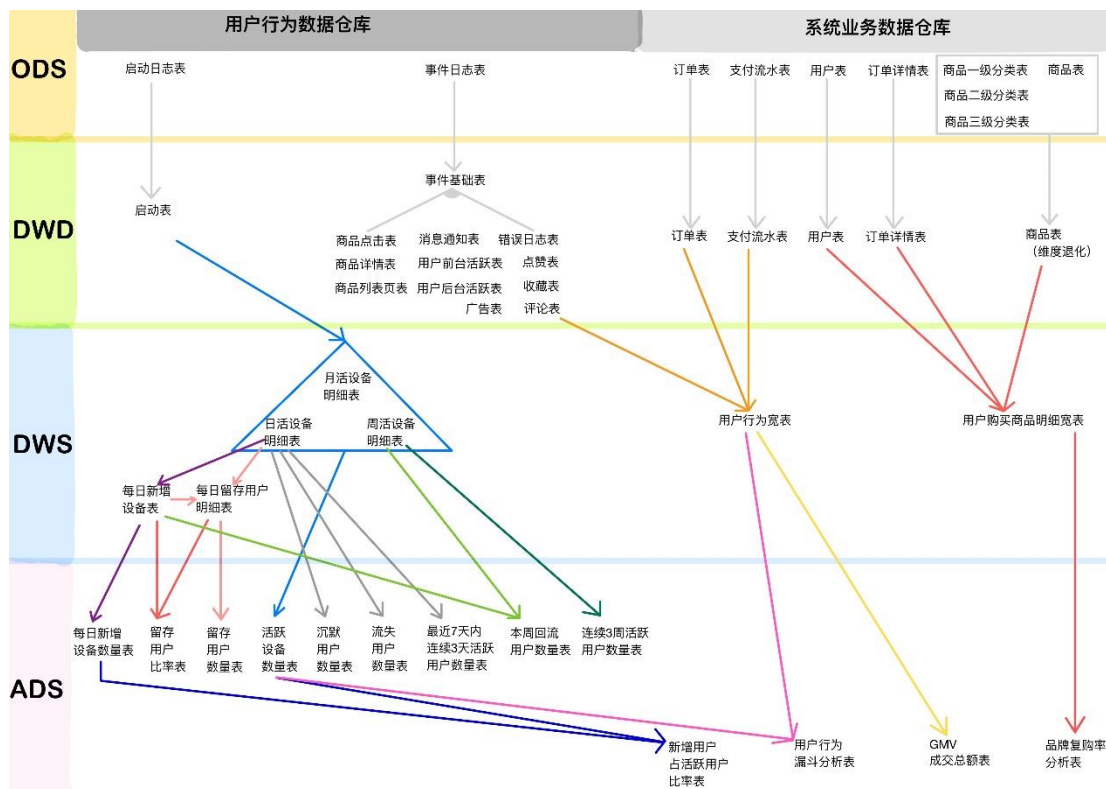 用户行为数据仓库
系统业务数据仓库
ODS
启动日志表
事件日志表
订单表
支付流水表
用户表
订单详情表
商品一级分类表
商品表
商品二级分类表
商品三级分类表
DWD
事件基础表
启动表
商品点击表
消息通知表
错误日志表
商品详情表
用户前台活跃表
点赞表
商品列表页表
用户后台活跃表
收藏表
广告表
评论表
订单表
支付流水表
用户表
订单详情表
商品表
（维度退化）
DWS
月活设备
明细表
日活设备
明细表
周活设备
明细表
用户行为宽表
用户购买商品明细宽表
每日新增
设备表
每日留存用户
明细表
ADS
每日新增
设备数量表
留存
用户
比率表
留存
用户
数量表
活跃
设备
数量表
沉默
用户
数量表
流失
用户
数量表
最近7天内
连续3天活跃
用户数量表
本周回流
用户数量表
连续3周活跃
用户数量表
新增用户
占活跃用户
比率表
用户行为
漏斗分析表
GMV
成交总额表
品牌复购率
分析表